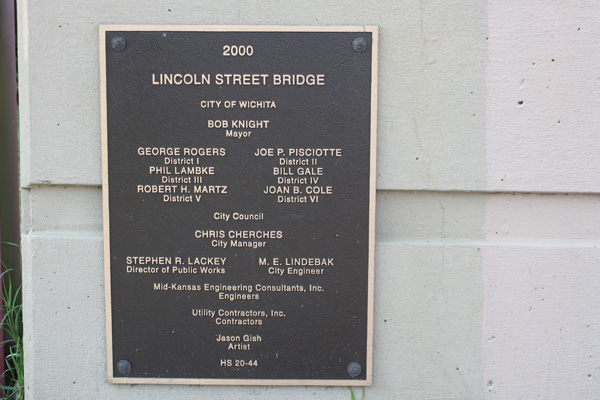 2000
LINCOLN STREET BRIDGE
CITY OF WICHITA
BOB KNIGHT
Mayor
GEORGE ROGERS JOE P. PISCIOTTE
District I District II
PHIL LAMBKE BILL GALE
District III District IV
ROBERT H. MARTZ JOAN B. COLE
District V District VI
City Council
CHRIS CHERCHES
City Manager
STEPHEN R. LACKEY M. E. LINDEBAK
Director of Public Works City Engineer
Mid-Kansas Engineering Consultants, Inc.
Engineers
Utility Contractors, Inc.
Contractors
Jason Gish
Artist
HS 20-44